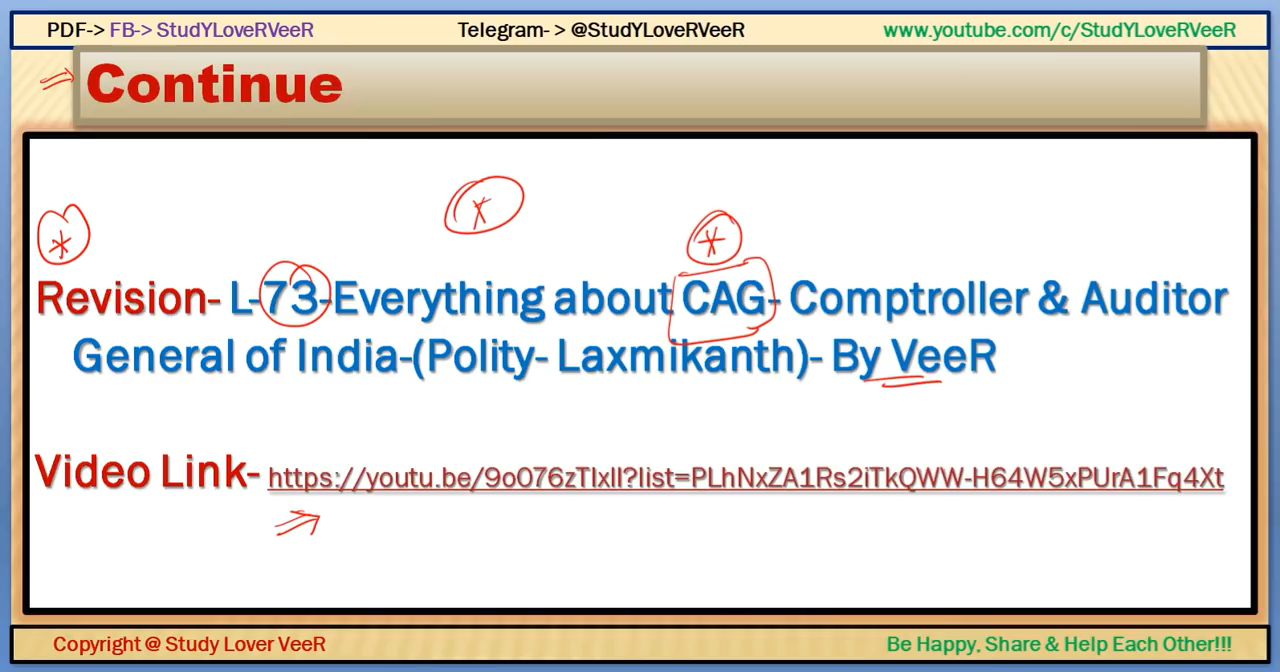 PDF-> FB-> StudYLoveRVeeR Telegram- > @StudYLoveRVeeR www.youtube.com/c/StudYLoveRVeeR
Continue
Revision- L-73-Everything about CAG- Comptroller & Auditor
General of India-(Polity- Laxmikanth)- By VeeR
Video Link- https://youtu.be/9o076zTIxlI?list=PLhNxZA1Rs2iTkQWW-H64W5xPUrA1Fq4Xt
Copyright @ Study Lover VeeR Be Happy, Share & Help Each Other!!!